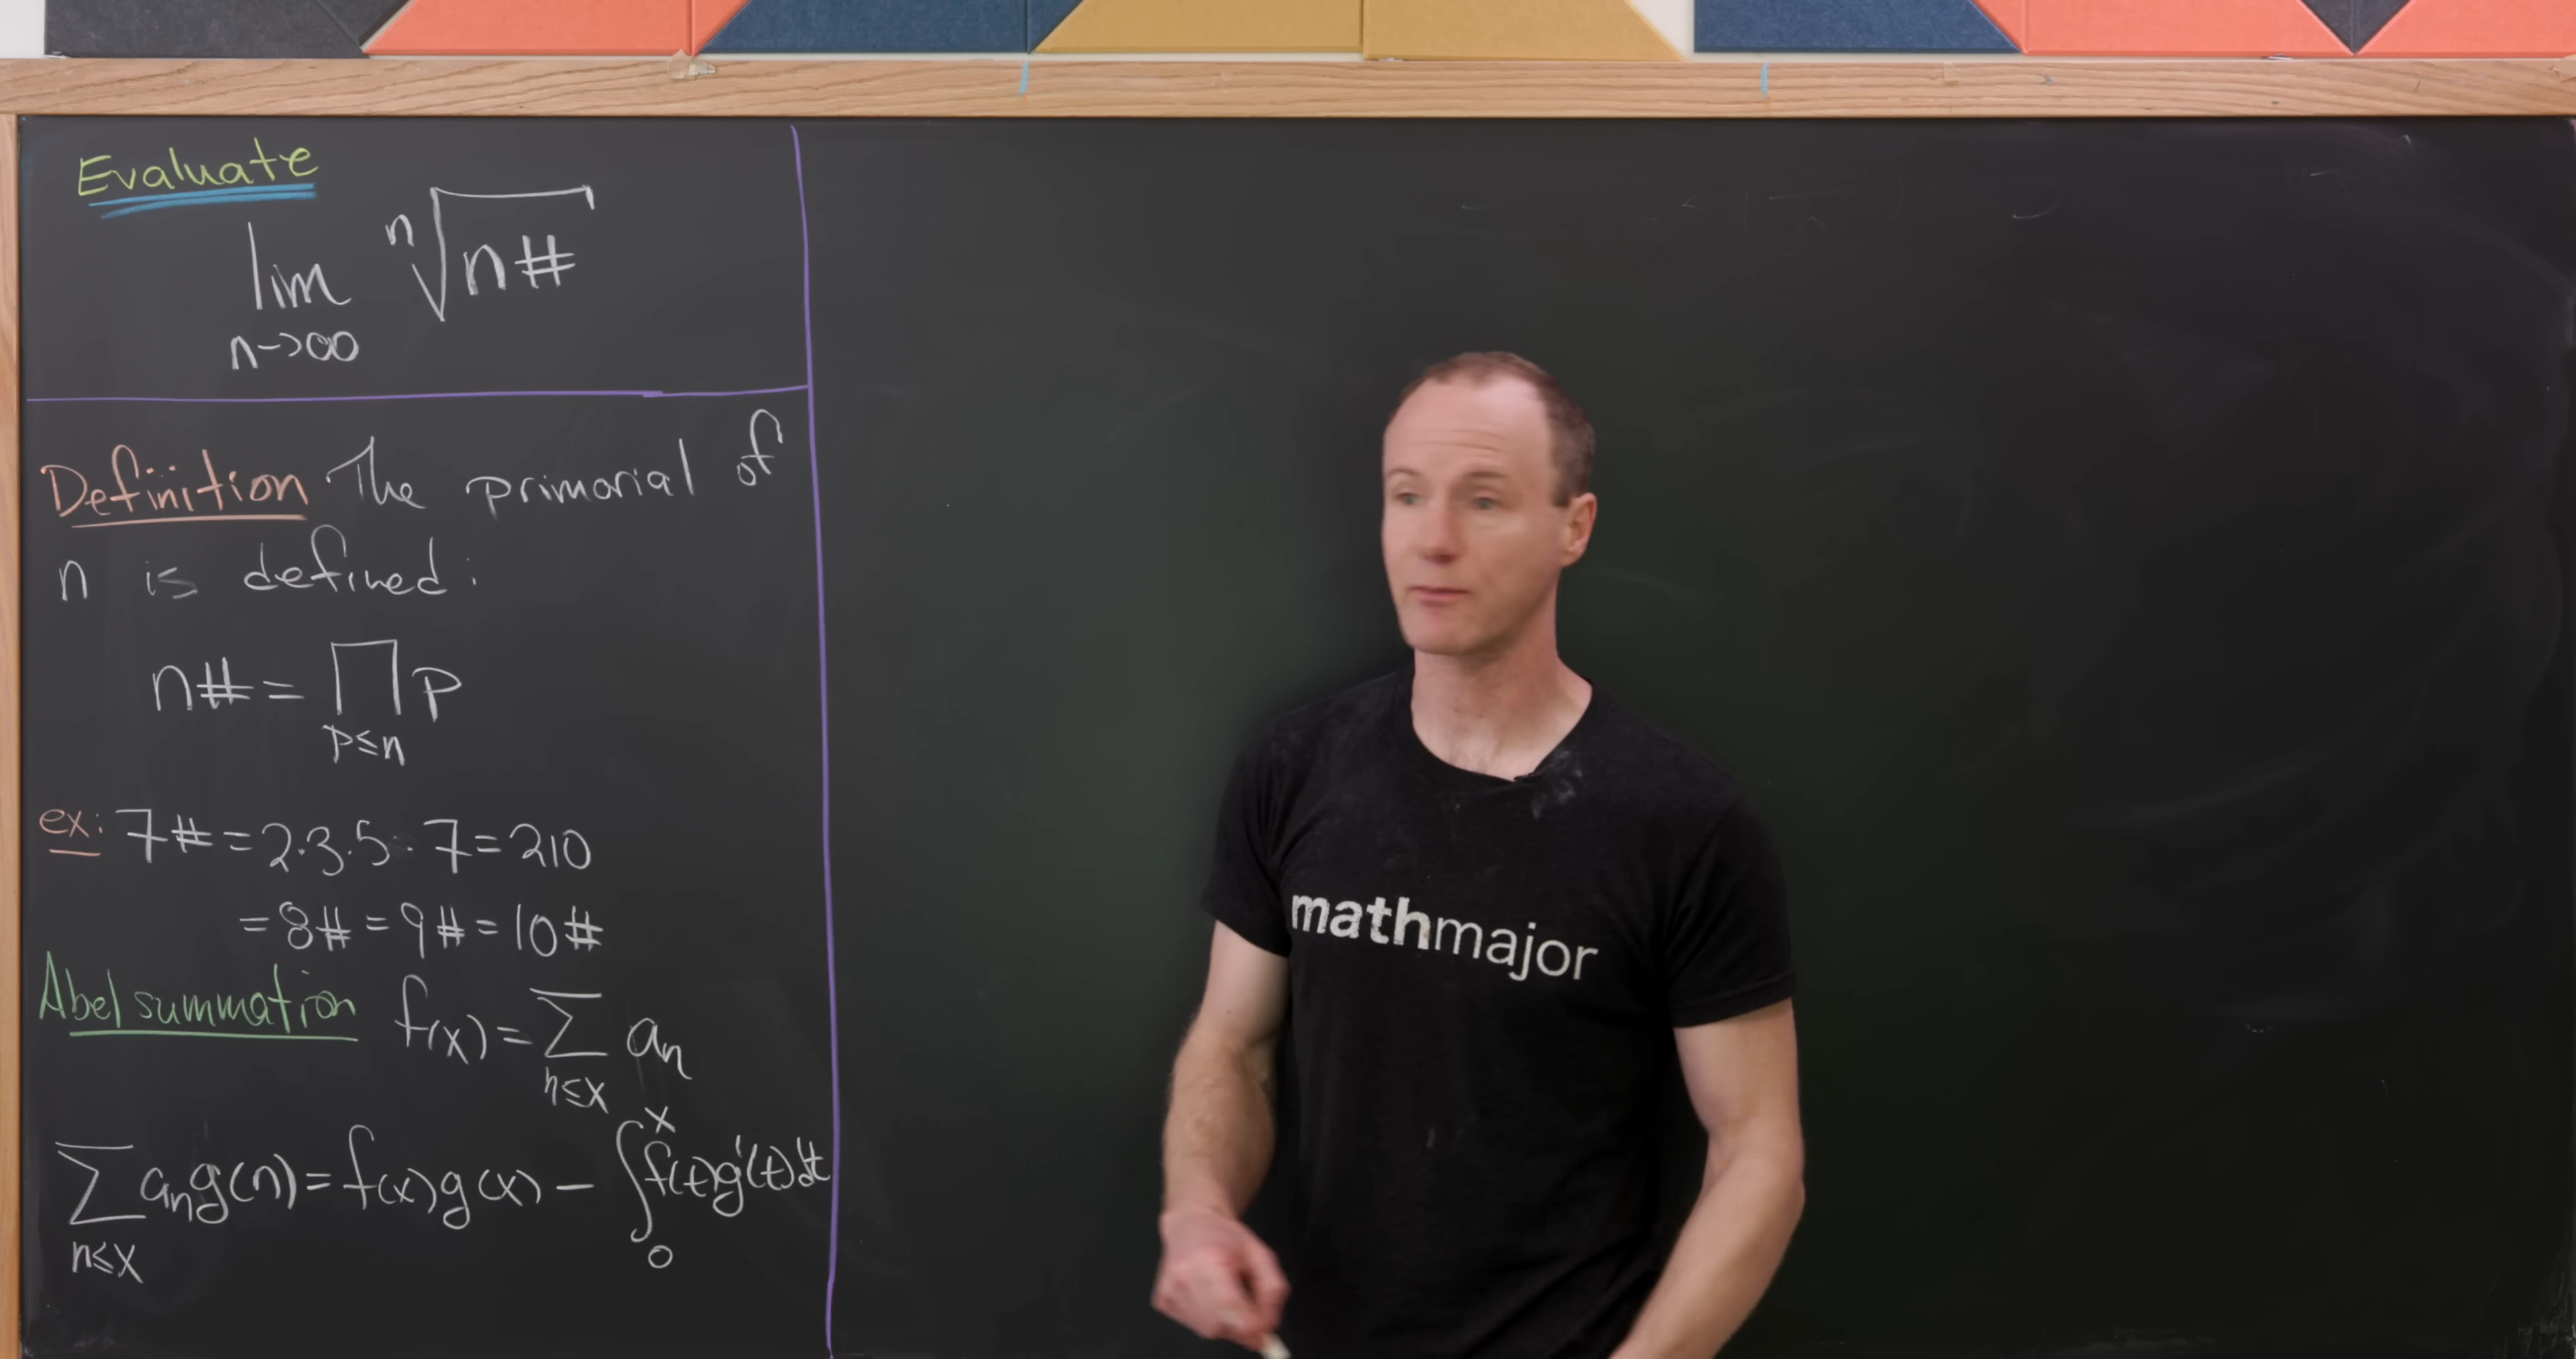 Evaluate
lim n→∞ ⁿ√n#
Definition The primorial of
n is defined:
n# = ∏ p≤n p
ex: 7# = 2·3·5·7 = 210
= 8# = 9# = 10#
Abel summation f(x) = ∑ n≤x aₙ
∑ n≤x aₙg(n) = f(x)g(x) − ∫₀ˣ f(t)g'(t)dt
mathmajor